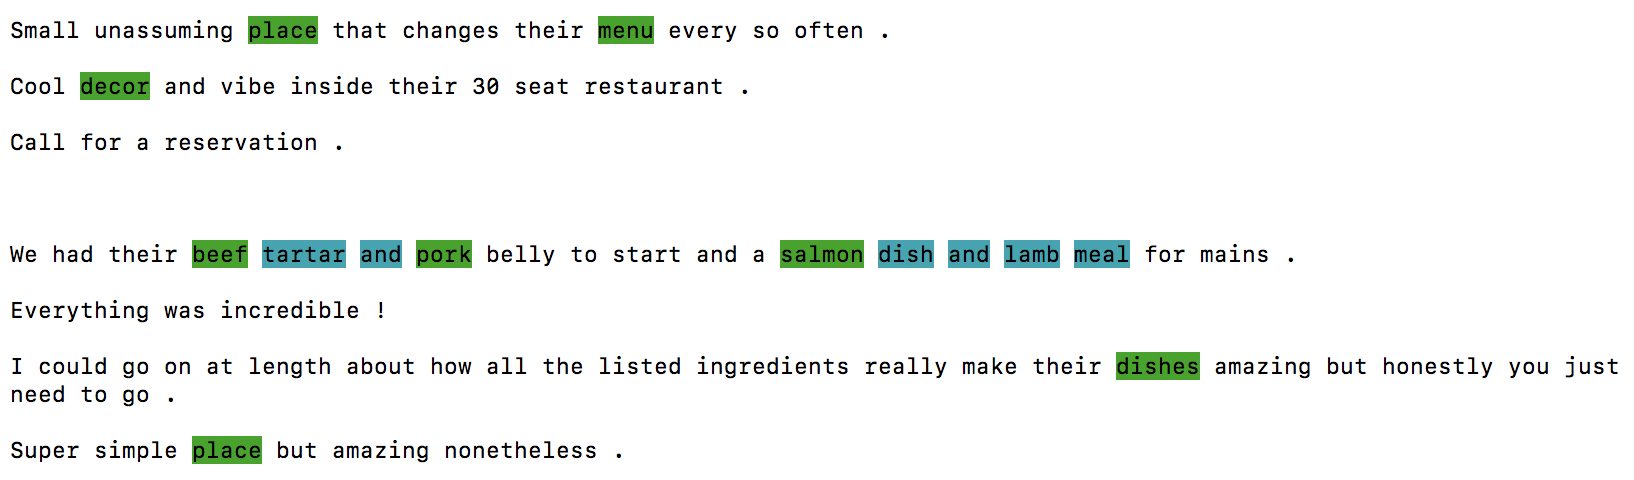 Small unassuming place that changes their menu every so often .
Cool decor and vibe inside their 30 seat restaurant .
Call for a reservation .
We had their beef tartar and pork belly to start and a salmon dish and lamb meal for mains .
Everything was incredible !
I could go on at length about how all the listed ingredients really make their dishes amazing but honestly you just
need to go .
Super simple place but amazing nonetheless .